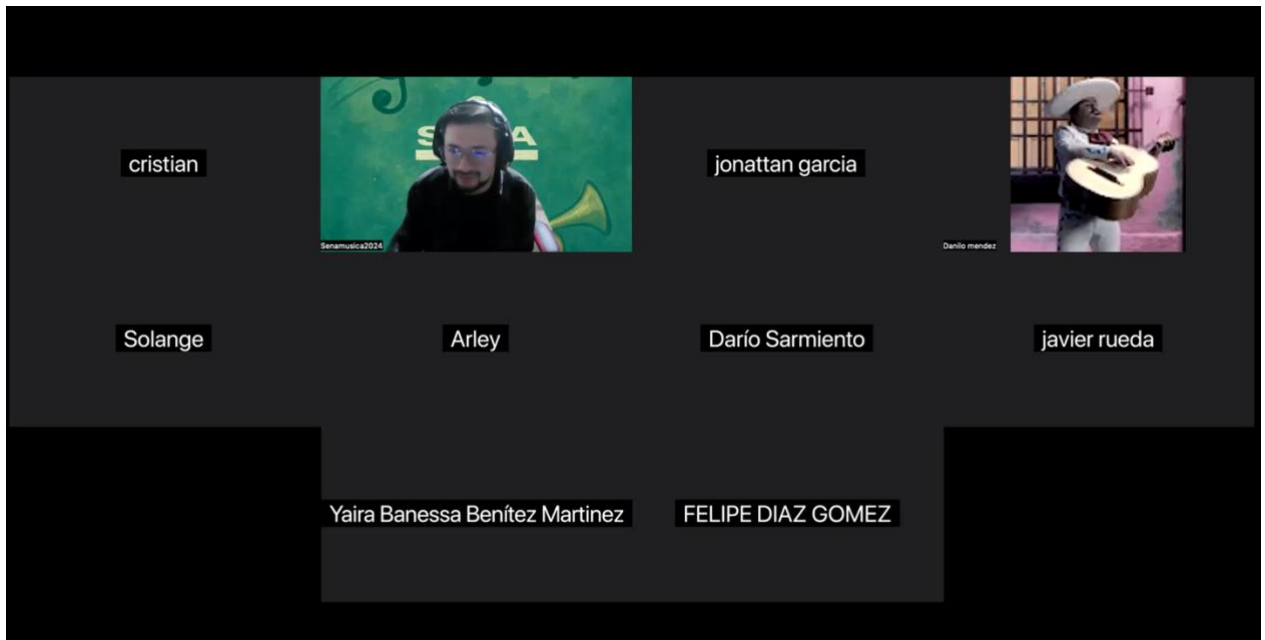 cristian
Senamusica2024
jonattan garcia
Danilo mendez
Solange
Arley
Darío Sarmiento
javier rueda
Yaira Banessa Benítez Martinez
FELIPE DIAZ GOMEZ